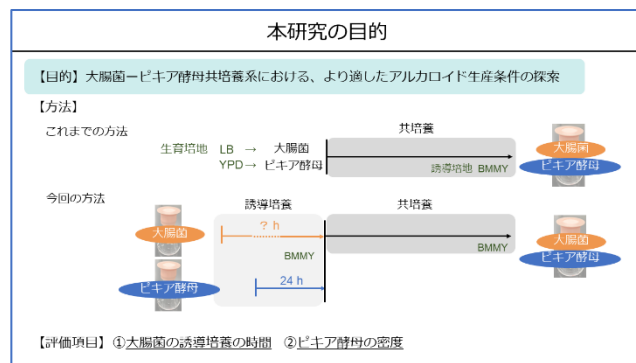 本研究の目的
【目的】大腸菌ーピキア酵母共培養系における、より適したアルカロイド生産条件の探索
【方法】
これまでの方法
共培養
生育培地 LB → 大腸菌
YPD→ ピキア酵母
誘導培地 BMMY
大腸菌
ピキア酵母
今回の方法
誘導培養
共培養
大腸菌
? h
BMMY
BMMY
大腸菌
ピキア酵母
ピキア酵母
24 h
【評価項目】①大腸菌の誘導培養の時間 ②ピキア酵母の密度